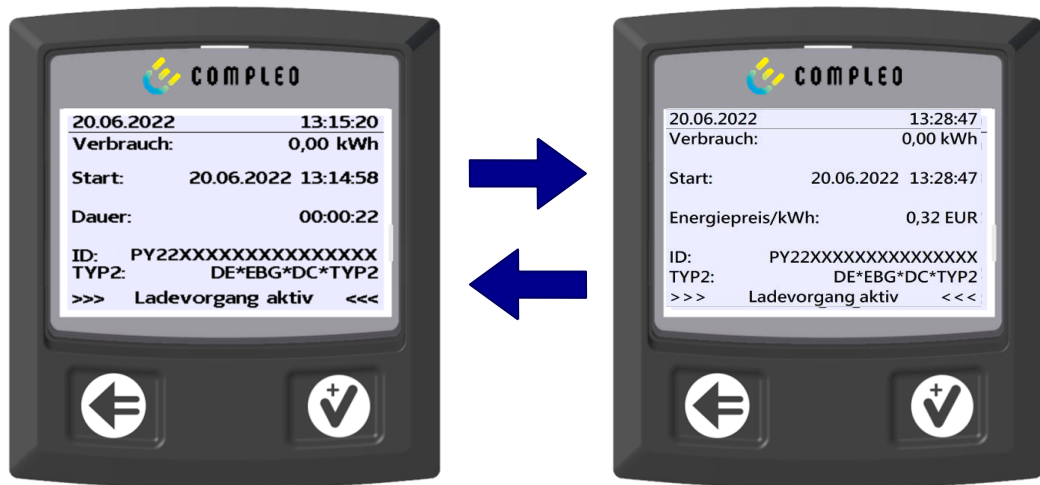 COMPLEO
20.06.2022 13:15:20
Verbrauch: 0,00 kWh
Start: 20.06.2022 13:14:58
Dauer: 00:00:22
ID: PY22XXXXXXXXXXXXXXXX
TYP2: DE*EBG*DC*TYP2
>>> Ladevorgang aktiv <<<
COMPLEO
20.06.2022 13:28:47
Verbrauch: 0,00 kWh
Start: 20.06.2022 13:28:47
Energiepreis/kWh: 0,32 EUR
ID: PY22XXXXXXXXXXXXXXXX
TYP2: DE*EBG*DC*TYP2
>>> Ladevorgang aktiv <<<